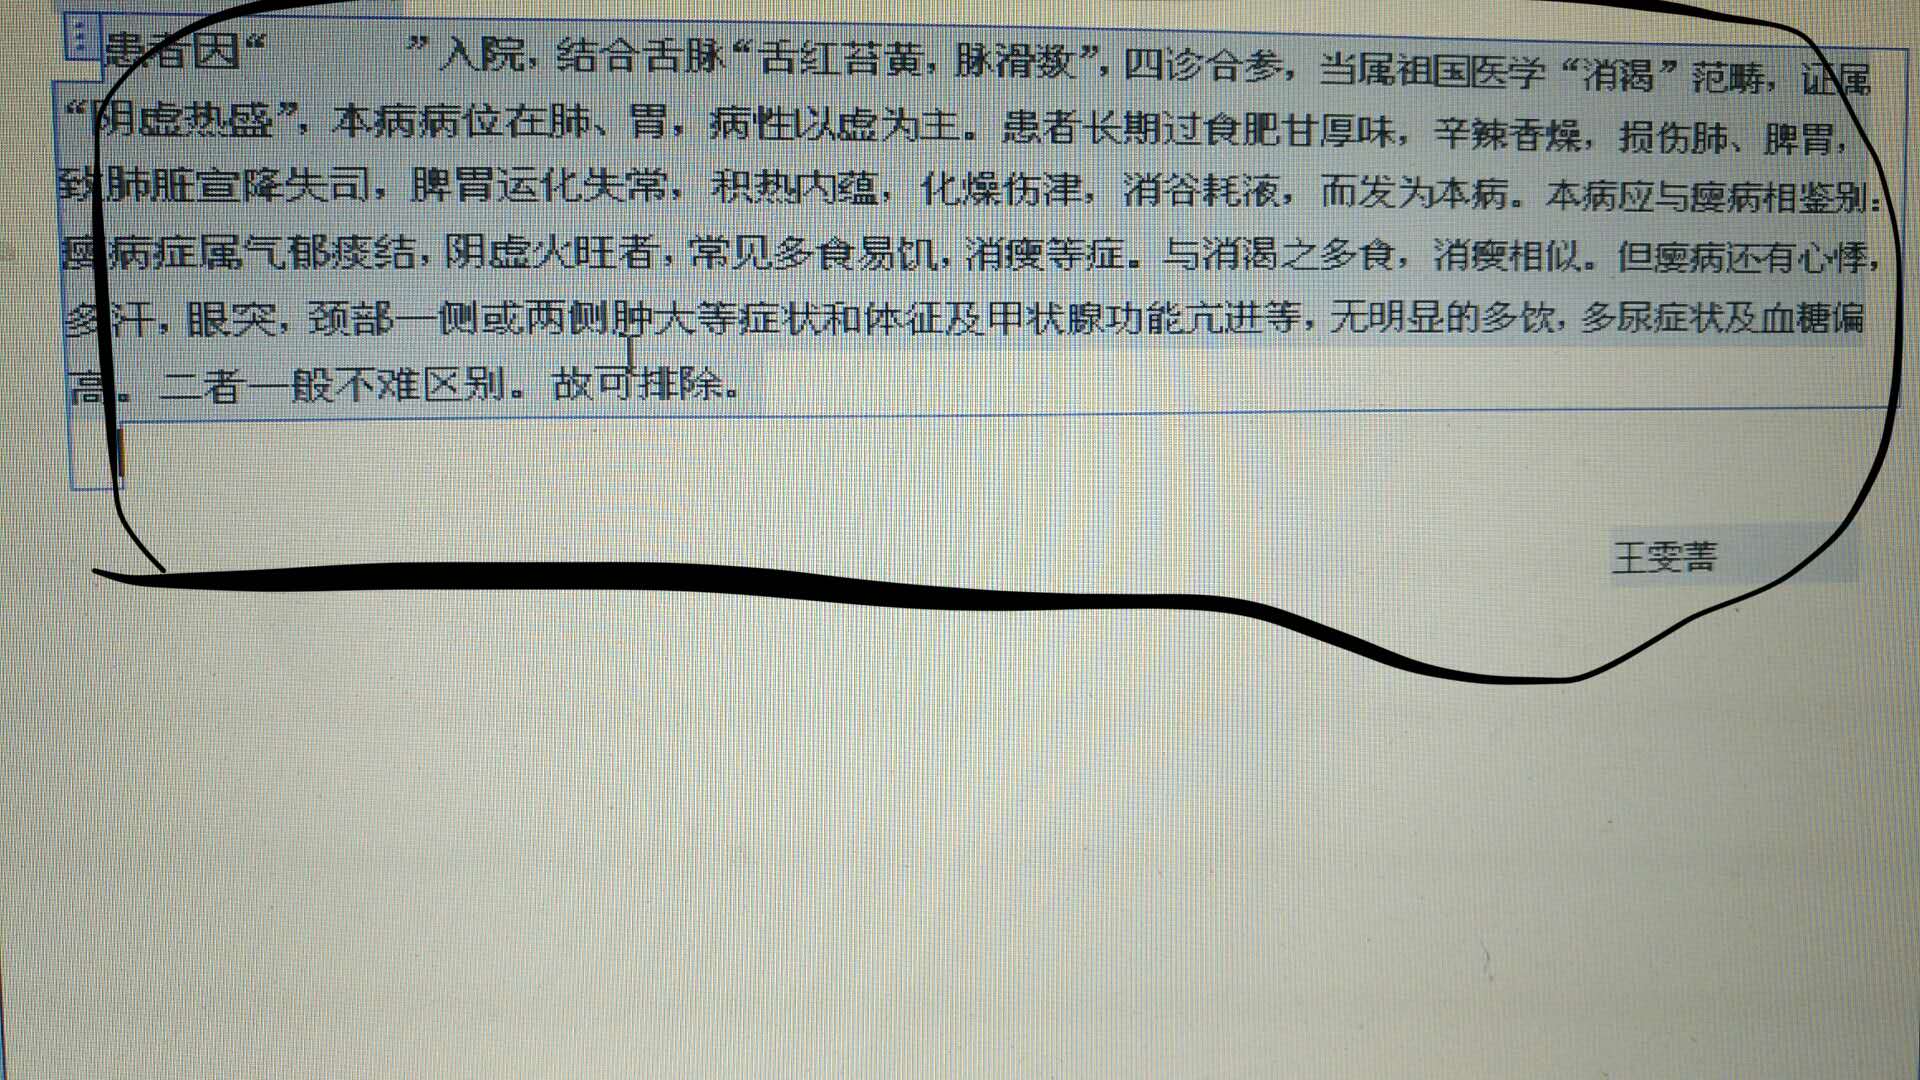 患者因“ ”入院，结合舌脉“舌红苔黄，脉滑数”，四诊合参，当属祖国医学“消渴”范畴，证属
“阴虚热盛”，本病病位在肺、胃，病性以虚为主。患者长期过食肥甘厚味，辛辣香燥，损伤肺、脾胃，
致肺脏宣降失司，脾胃运化失常，积热内蕴，化燥伤津，消谷耗液，而发为本病。本病应与瘿病相鉴别：
瘿病症属气郁痰结，阴虚火旺者，常见多食易饥，消瘦等症。与消渴之多食，消瘦相似。但瘿病还有心悸，
多汗，眼突，颈部一侧或两侧肿大等症状和体征及甲状腺功能亢进等，无明显的多饮，多尿症状及血糖偏
高。二者一般不难区别。故可排除。
王雯菁